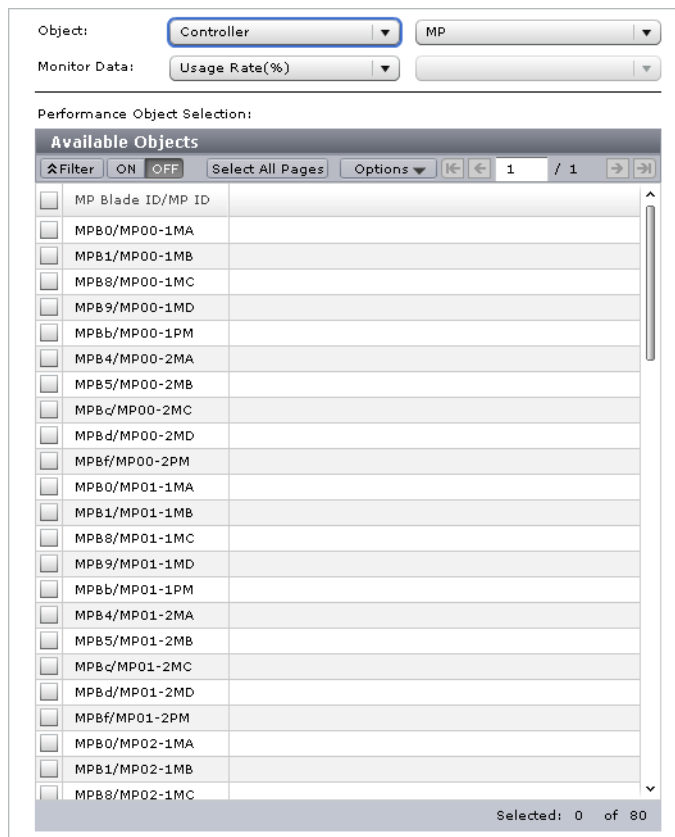 Object: Controller MP
Monitor Data: Usage Rate(%)
Performance Object Selection:
Available Objects
Filter ON OFF Select All Pages Options 1 / 1
MP Blade ID/MP ID
MPB0/MP00-1MA
MPB1/MP00-1MB
MPB8/MP00-1MC
MPB9/MP00-1MD
MPBb/MP00-1PM
MPB4/MP00-2MA
MPB5/MP00-2MB
MPBc/MP00-2MC
MPBd/MP00-2MD
MPBf/MP00-2PM
MPB0/MP01-1MA
MPB1/MP01-1MB
MPB8/MP01-1MC
MPB9/MP01-1MD
MPBb/MP01-1PM
MPB4/MP01-2MA
MPB5/MP01-2MB
MPBc/MP01-2MC
MPBd/MP01-2MD
MPBf/MP01-2PM
MPB0/MP02-1MA
MPB1/MP02-1MB
MPB8/MP02-1MC
Selected: 0 of 80